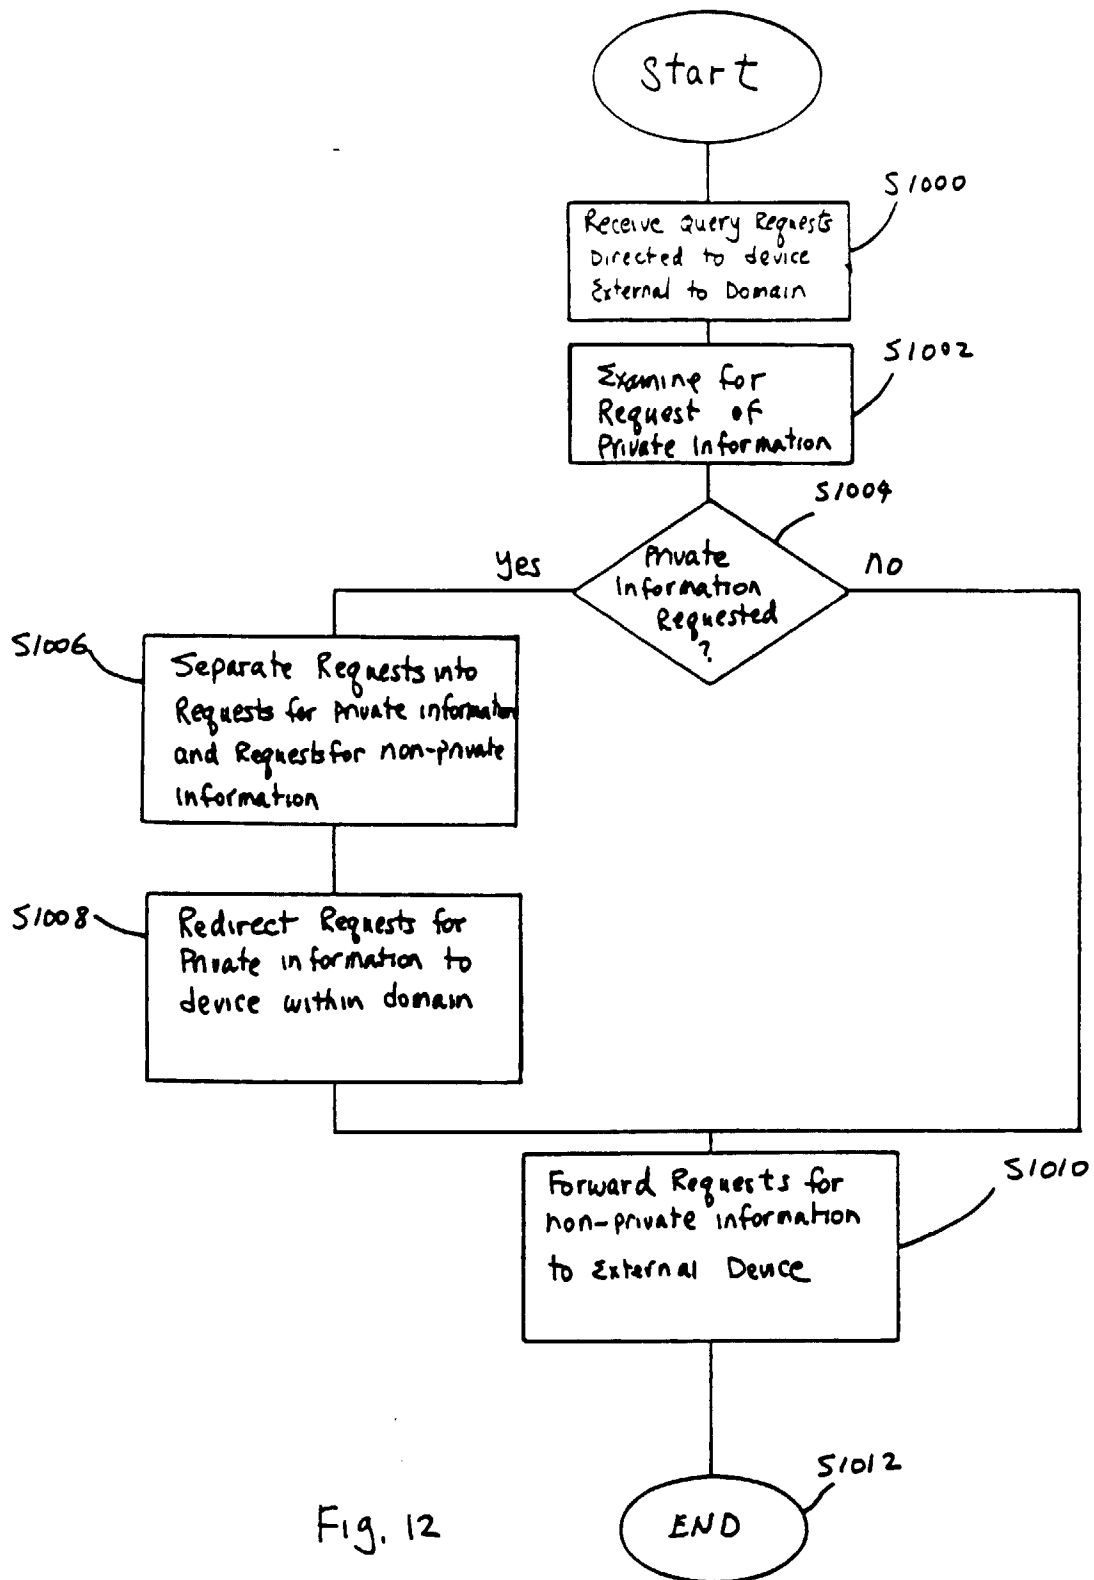 Start
S1000
Receive Query Requests
Directed to device
External to Domain
S1002
Examine for
Request of
Private Information
S1004
yes
no
Private
Information
Requested
?
S1006
Separate Requests into
Requests for private information
and Requests for non-private
information
S1008
Redirect Requests for
Private information to
device within domain
S1010
Forward Requests for
non-private information
to External Device
S1012
END
Fig. 12